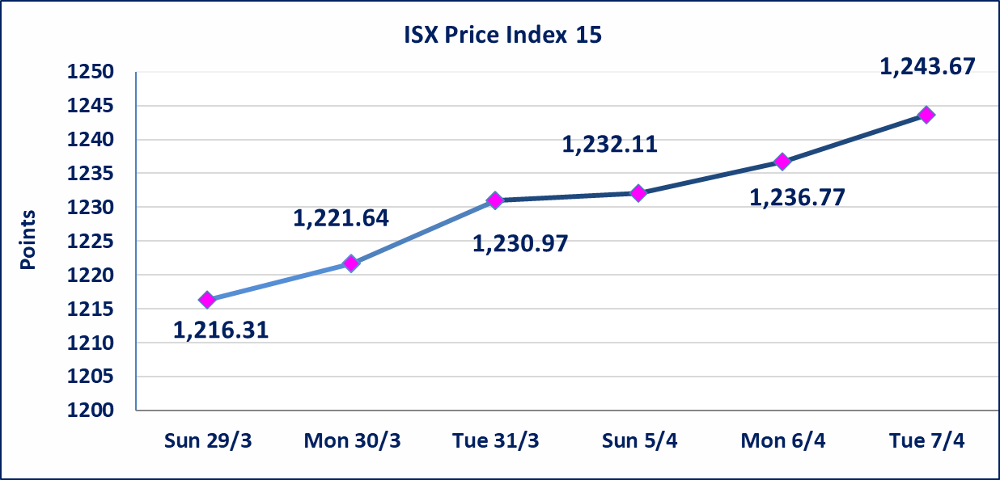 ISX Price Index 15
1250
1245
1240
1235
1230
1225
1220
1215
1210
1205
1200
Points
1,216.31
1,221.64
1,230.97
1,232.11
1,236.77
1,243.67
Sun 29/3
Mon 30/3
Tue 31/3
Sun 5/4
Mon 6/4
Tue 7/4